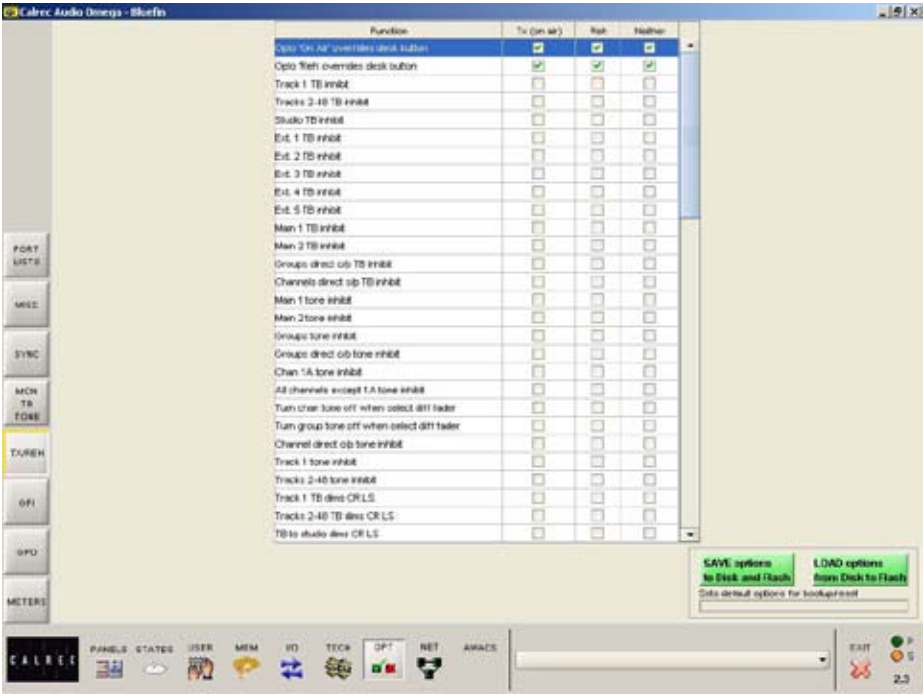 Calrec Audio Omega - Bluefin
Function Tx (on air) Reh Neither
Opto 'On Air' overrides desk button
Opto 'Reh' overrides desk button
Track 1 TB inhibit
Tracks 2-48 TB inhibit
Studio TB inhibit
Ext. 1 TB inhibit
Ext. 2 TB inhibit
Ext. 3 TB inhibit
Ext. 4 TB inhibit
Ext. 5 TB inhibit
Main 1 TB inhibit
Main 2 TB inhibit
Groups direct o/p TB inhibit
Channels direct o/p TB inhibit
Main 1 tone inhibit
Main 2 tone inhibit
Groups tone inhibit
Groups direct o/p tone inhibit
Chan 1A tone inhibit
All channels except 1A tone inhibit
Turn chan tone off when select diff fader
Turn group tone off when select diff fader
Channel direct o/p tone inhibit
Track 1 tone inhibit
Tracks 2-48 tone inhibit
Track 1 TB dims CR LS
Tracks 2-48 TB dims CR LS
TB to studio dims CR LS
PORT
LISTS
MISC
SYNC
MON
TB
TONE
TX/REH
GPI
GPO
METERS
SAVE options
to Disk and Flash
LOAD options
from Disk to Flash
Sets default options for bootup/reset
CALREC
PANELS STATES USER MEM I/O TECH OPT NET AWACS
EXIT
P
S
2.3